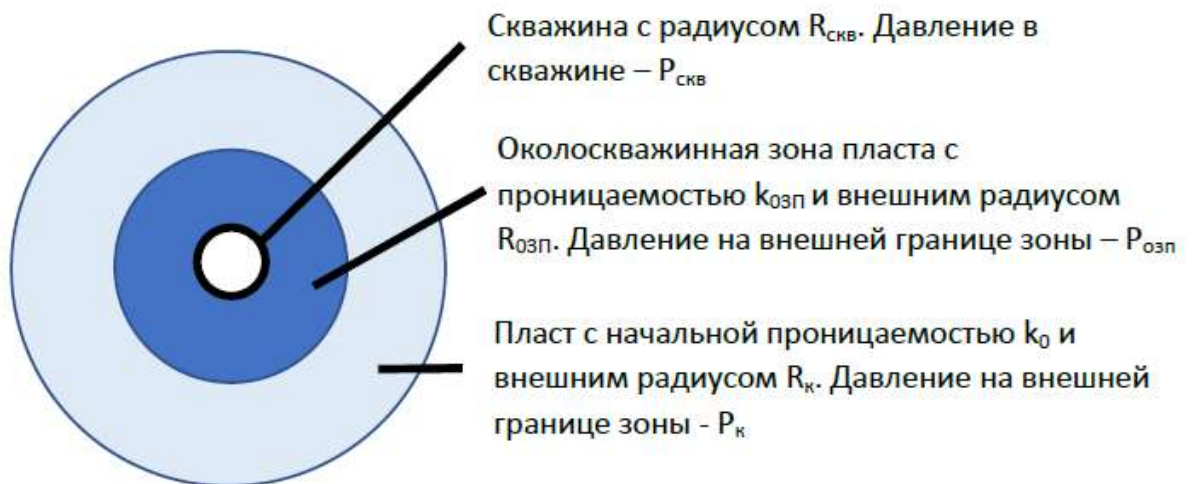 Скважина с радиусом Rскв. Давление в
скважине – Pскв
Околоскважинная зона пласта с
проницаемостью kОЗП и внешним радиусом
RОЗП. Давление на внешней границе зоны – Pозп
Пласт с начальной проницаемостью k0 и
внешним радиусом Rк. Давление на внешней
границе зоны - Pк